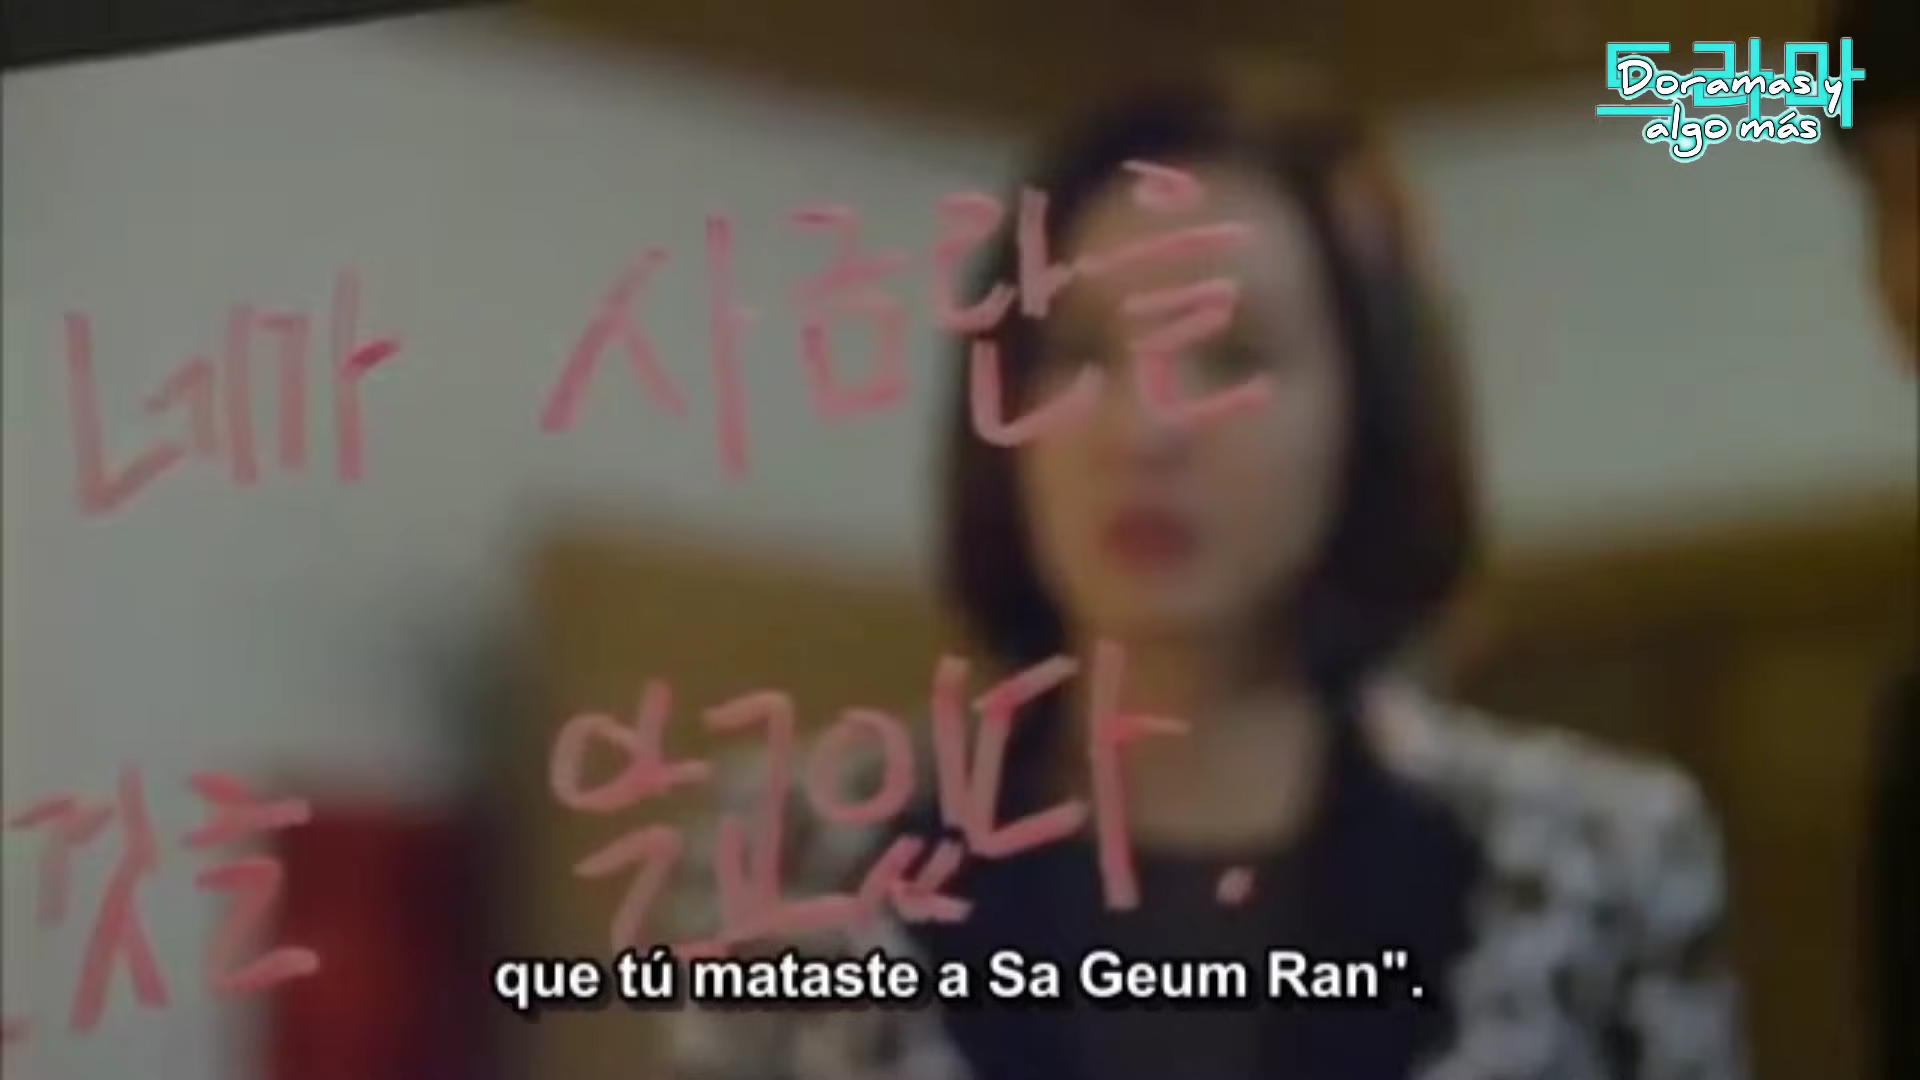 드라마
Doramas y
algo más
네가 사금란을
것을 알고있다.
que tú mataste a Sa Geum Ran".